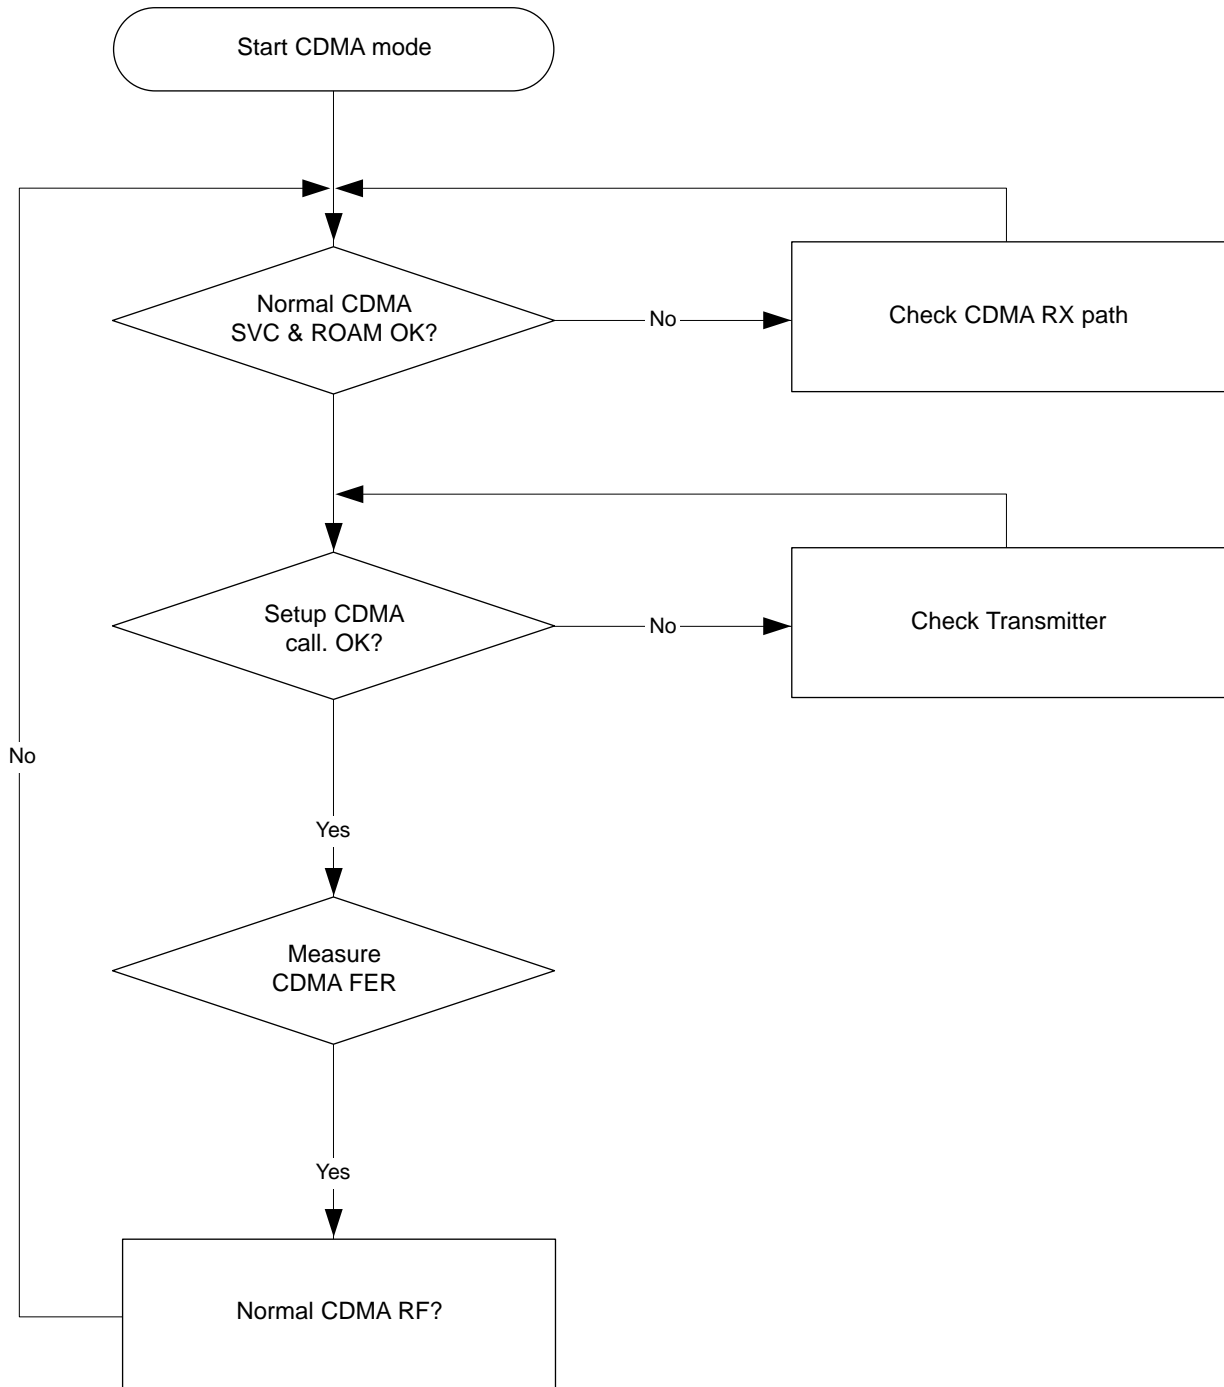 Start CDMA mode
Normal CDMA
SVC & ROAM OK?
No
Check CDMA RX path
Setup CDMA
call. OK?
No
Check Transmitter
No
Yes
Measure
CDMA FER
Yes
Normal CDMA RF?